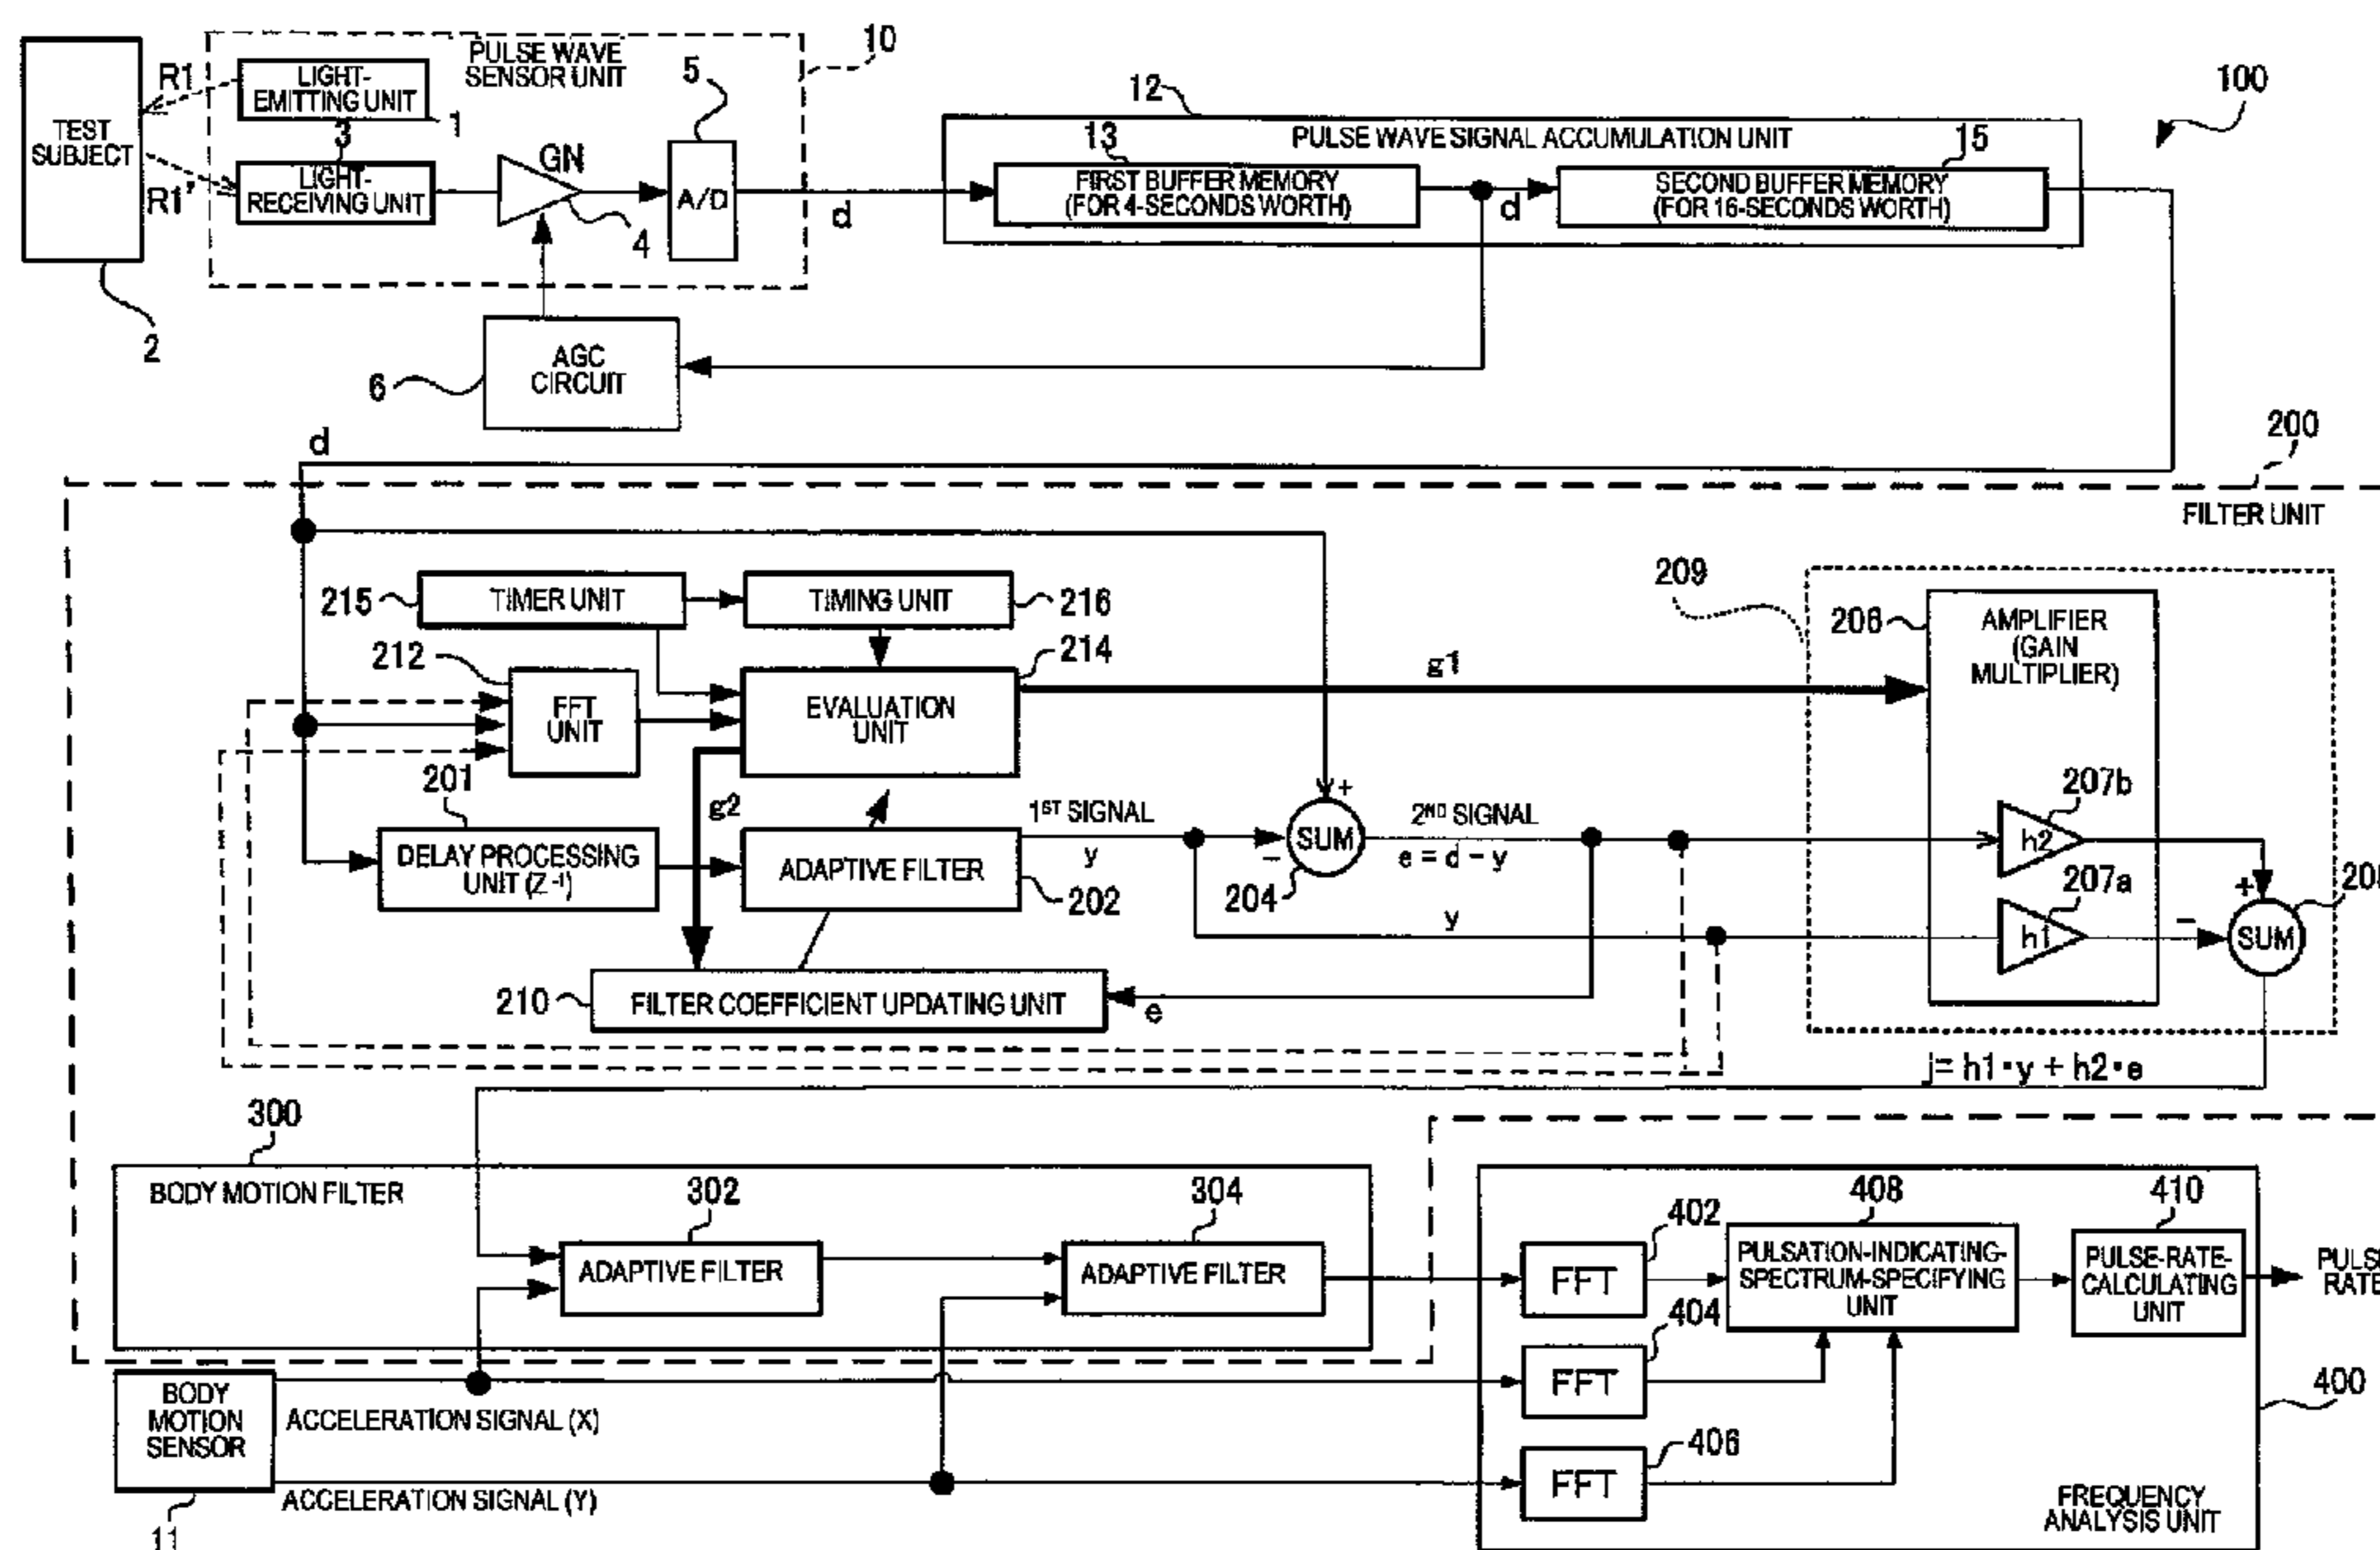 PULSE WAVE
SENSOR UNIT
10
TEST
SUBJECT
2
R1
R1'
LIGHT-
EMITTING UNIT
1
3
LIGHT-
RECEIVING UNIT
GN
4
5
A/D
d
12
PULSE WAVE SIGNAL ACCUMULATION UNIT
13
FIRST BUFFER MEMORY
(FOR 4-SECONDS WORTH)
d
15
SECOND BUFFER MEMORY
(FOR 16-SECONDS WORTH)
100
6
AGC
CIRCUIT
d
200
FILTER UNIT
215
TIMER UNIT
TIMING UNIT
216
212
FFT
UNIT
EVALUATION
UNIT
214
g1
g2
209
206
AMPLIFIER
(GAIN
MULTIPLIER)
201
DELAY PROCESSING
UNIT (Z-1)
ADAPTIVE FILTER
202
1ST SIGNAL
y
+
−
SUM
204
2ND SIGNAL
e = d − y
y
207b
h2
207a
h1
+
−
SUM
210
FILTER COEFFICIENT UPDATING UNIT
e
j= h1·y + h2·e
300
BODY MOTION FILTER
302
ADAPTIVE FILTER
304
ADAPTIVE FILTER
402
FFT
404
FFT
406
FFT
408
PULSATION-INDICATING-
SPECTRUM-SPECIFYING
UNIT
410
PULSE-RATE-
CALCULATING
UNIT
PULSE
RATE
400
FREQUENCY
ANALYSIS UNIT
BODY
MOTION
SENSOR
11
ACCELERATION SIGNAL (X)
ACCELERATION SIGNAL (Y)